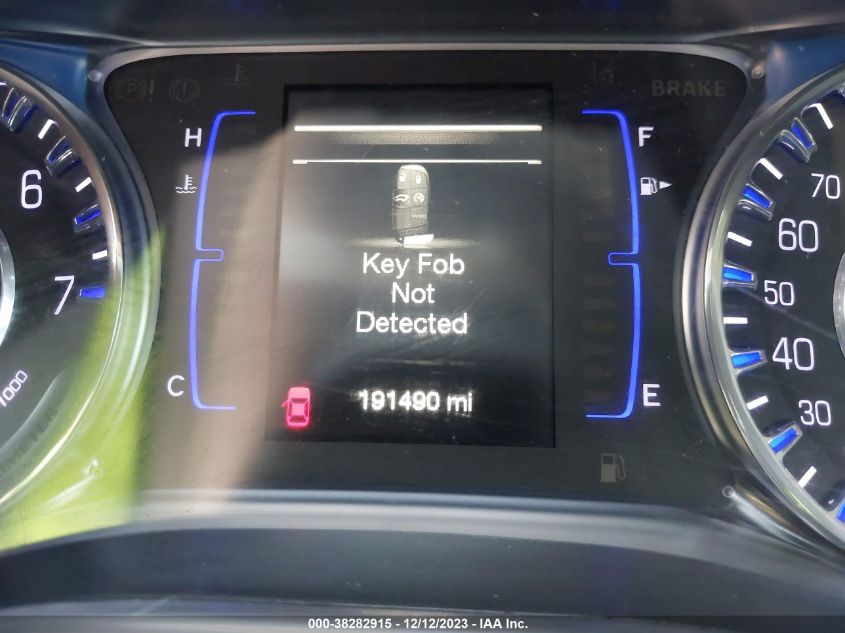 BRAKE
H
F
6
70
60
Key Fob
Not
Detected
7
50
40
C
E
191490 mi
30
1000
000-38282915 - 12/12/2023 - IAA Inc.